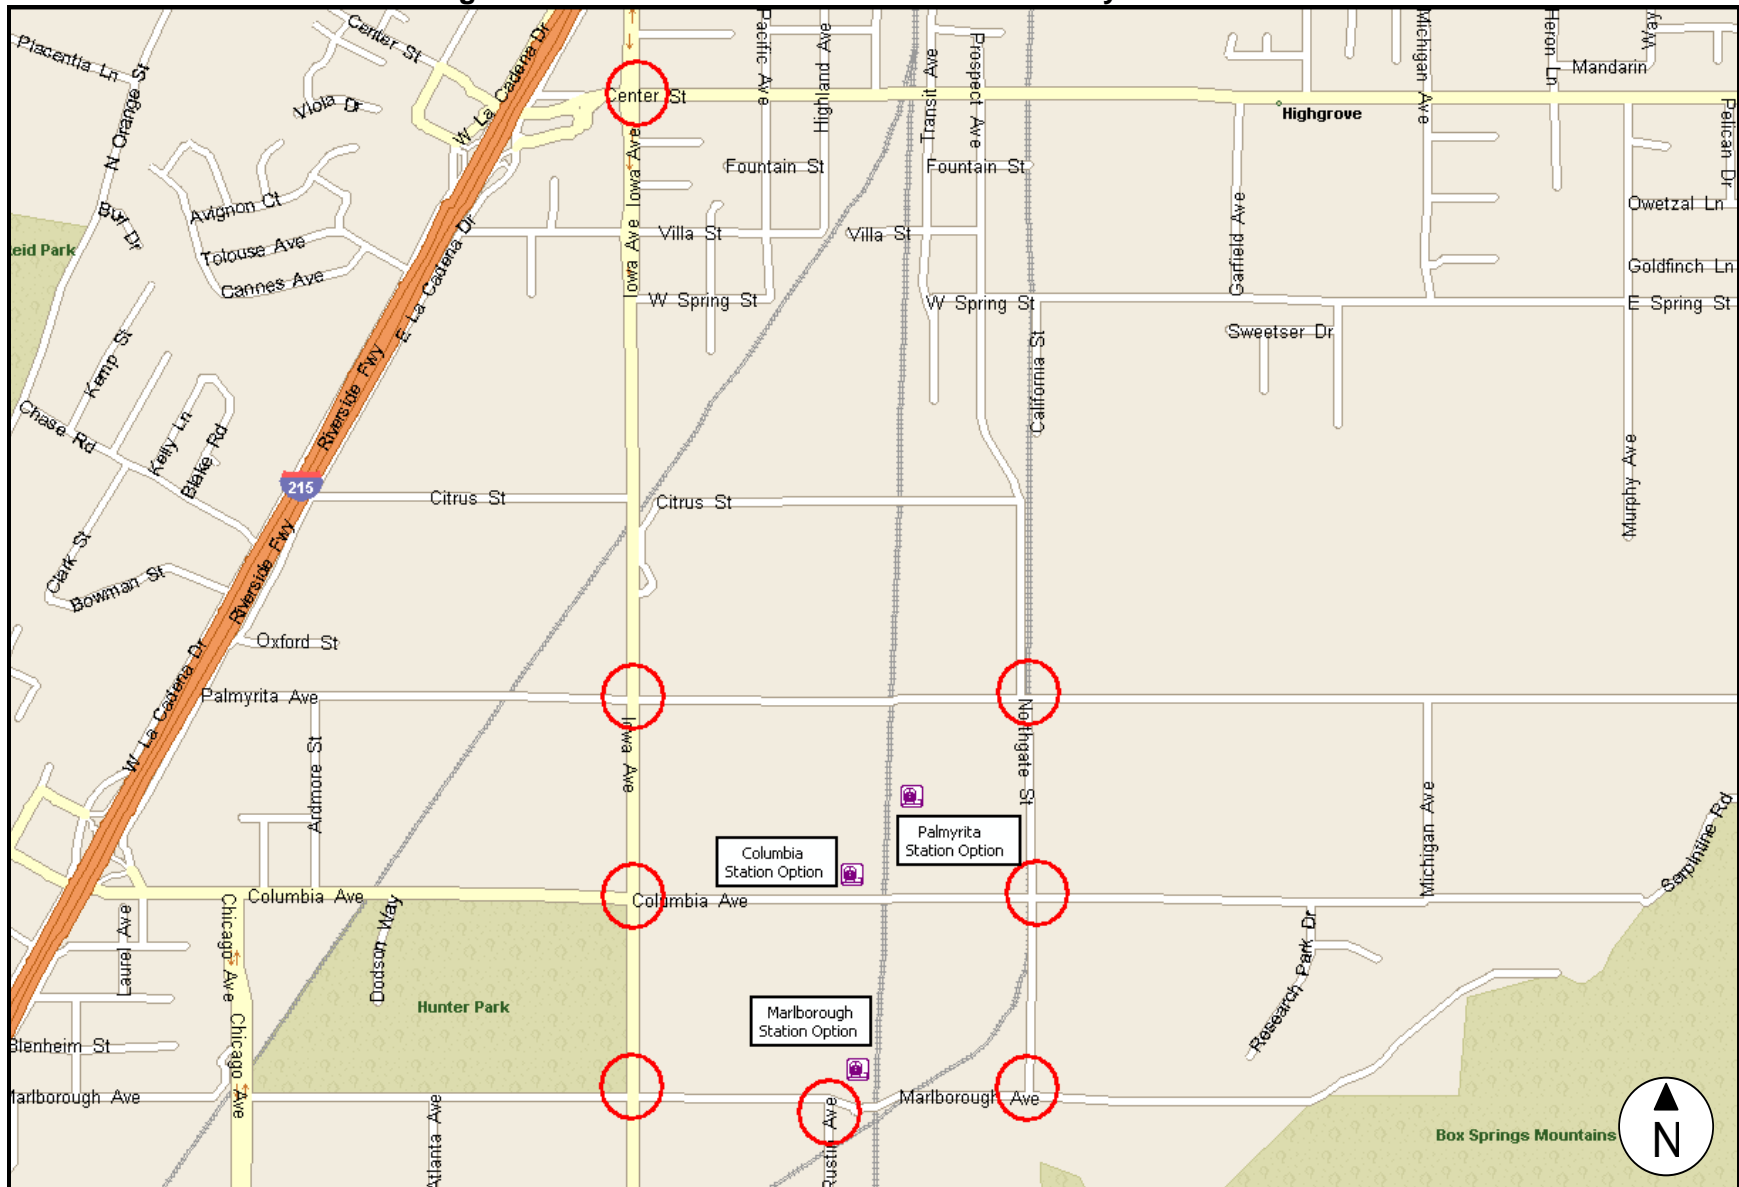 Center St
Placentia Ln
N Orange St
Viola Dr
W La Cadena Dr
Center St
Iowa Ave
Iowa Ave
Pacific Ave
Highland Ave
Transit Ave
Prospect Ave
Michigan Ave
Heron Ln
Way
Mandarin
Highgrove
Pelican Dr
Fountain St
Fountain St
Avignon Ct
Tolouse Ave
Cannes Ave
Villa St
Villa St
Garfield Ave
Owetzal Ln
Goldfinch Ln
E Spring St
W Spring St
W Spring St
Sweetser Dr
California St
E La Cadena Dr
Riverside Fwy
Kemp St
Chase Rd
Kelly Ln
Blake Rd
215
Citrus St
Citrus St
Murphy Ave
Riverside Fwy
Clark St
Bowman St
Oxford St
W La Cadena Dr
Palmyrita Ave
Iowa Ave
Northgate St
Ardmore St
Michigan Ave
Serpintine Rd
Palmyrita
Station Option
Columbia
Station Option
Columbia Ave
Columbia Ave
Chicago Ave
Laurel Ave
Dodson Way
Hunter Park
Research Park Dr
Marlborough
Station Option
Blenheim St
Chicago Ave
Marlborough Ave
Marlborough Ave
Atlanta Ave
Rustin Ave
Box Springs Mountains
N